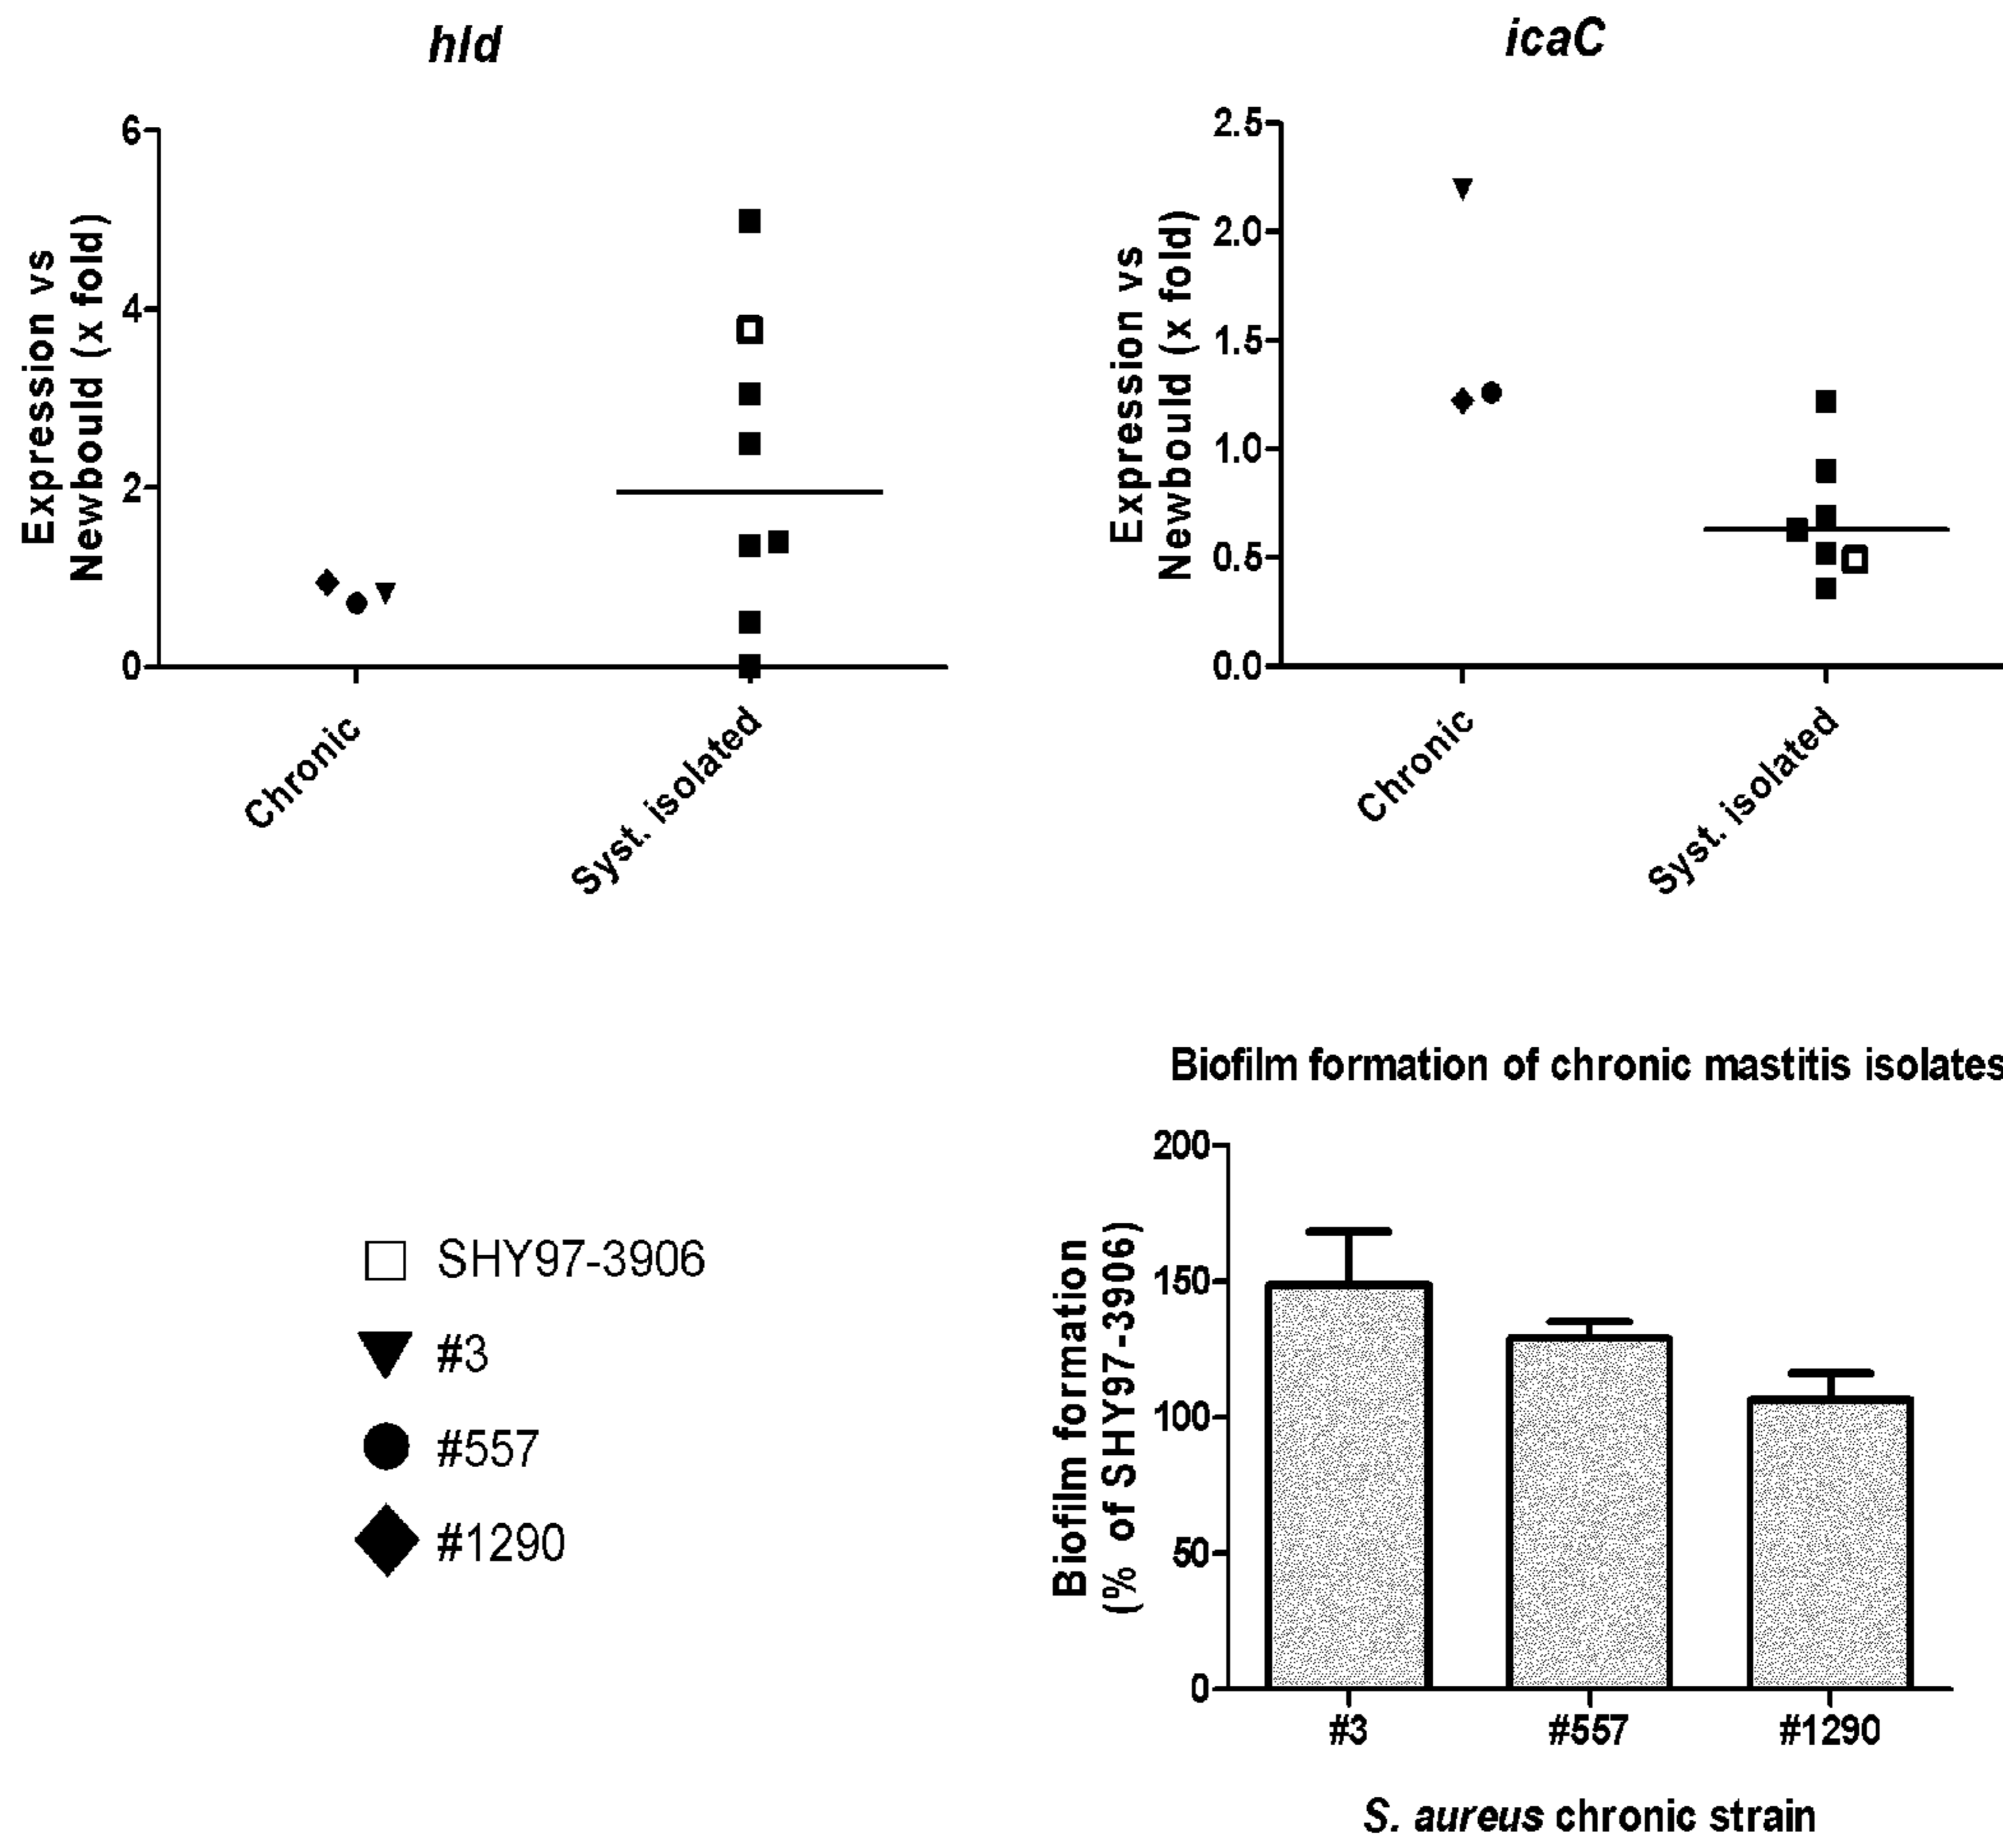 hld
Expression vs
Newbould (x fold)
6
4
2
0
Chronic
Syst. isolated
icaC
Expression vs
Newbould (x fold)
2.5
2.0
1.5
1.0
0.5
0.0
Chronic
Syst. isolated
SHY97-3906
#3
#557
#1290
Biofilm formation of chronic mastitis isolates
Biofilm formation
(% of SHY97-3906)
200
150
100
50
0
#3
#557
#1290
S. aureus chronic strain